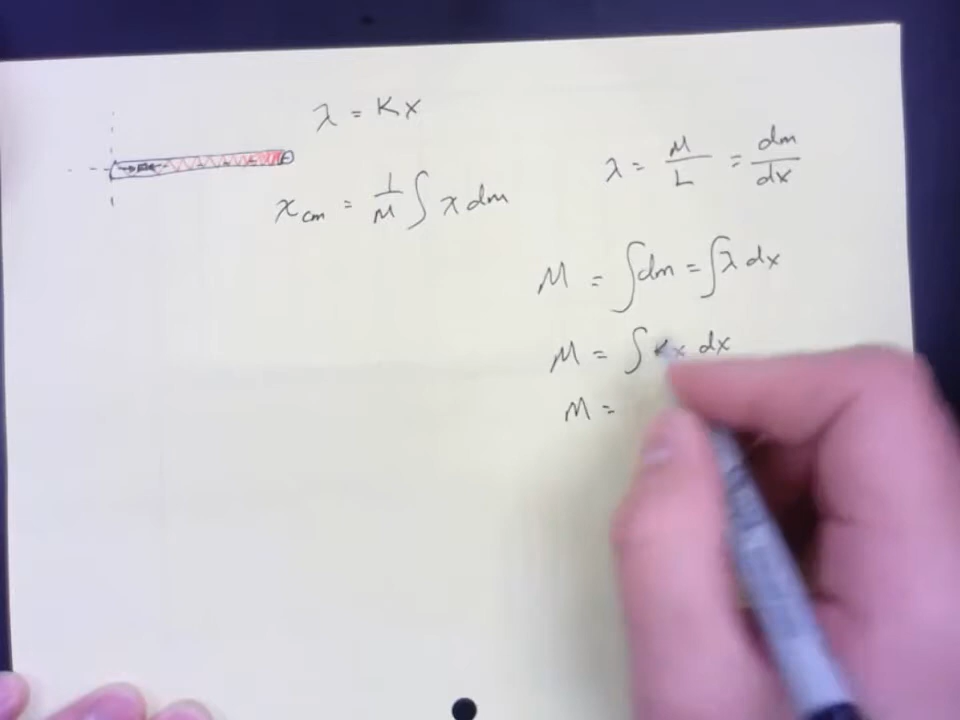 λ = Kx
λ = M/L = dm/dx
x_cm = 1/M ∫ x dm
M = ∫dm = ∫λ dx
M = ∫ Kx dx
M =